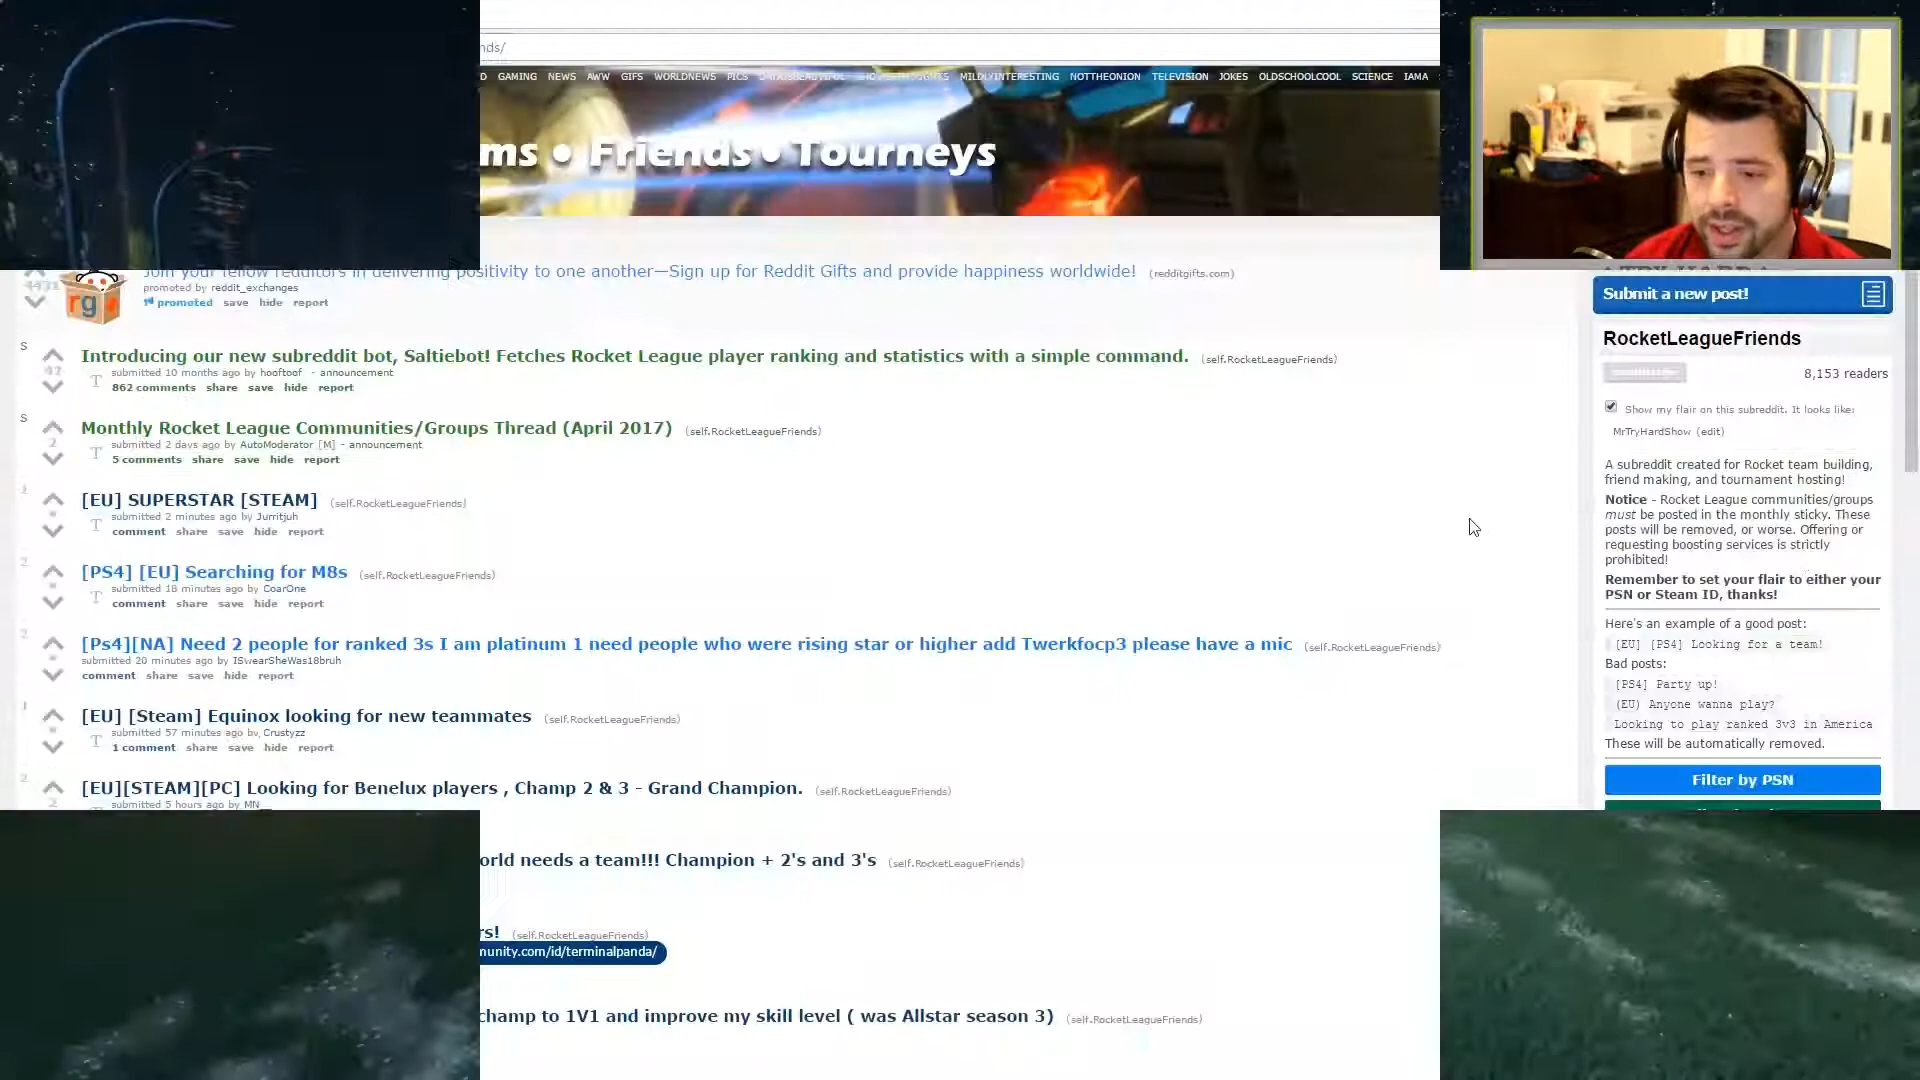 nds/
D GAMING NEWS AWW GIFS WORLDNEWS PICS MILDLYINTERESTING NOTTHEONION TELEVISION JOKES OLDSCHOOLCOOL SCIENCE IAMA
ms • Friends • Tourneys
Join your fellow redditors in delivering positivity to one another—Sign up for Reddit Gifts and provide happiness worldwide! (redditgifts.com)
promoted by reddit_exchanges
promoted save hide report
rg
S
42
Introducing our new subreddit bot, Saltiebot! Fetches Rocket League player ranking and statistics with a simple command. (self.RocketLeagueFriends)
submitted 10 months ago by hooftoof - announcement
862 comments share save hide report
S
2
Monthly Rocket League Communities/Groups Thread (April 2017) (self.RocketLeagueFriends)
submitted 2 days ago by AutoModerator [M] - announcement
5 comments share save hide report
[EU] SUPERSTAR [STEAM] (self.RocketLeagueFriends)
submitted 2 minutes ago by Jurritjuh
comment share save hide report
2
[PS4] [EU] Searching for M8s (self.RocketLeagueFriends)
submitted 18 minutes ago by CoarOne
comment share save hide report
2
[Ps4][NA] Need 2 people for ranked 3s I am platinum 1 need people who were rising star or higher add Twerkfocp3 please have a mic (self.RocketLeagueFriends)
submitted 20 minutes ago by ISwearSheWas18bruh
comment share save hide report
[EU] [Steam] Equinox looking for new teammates (self.RocketLeagueFriends)
submitted 57 minutes ago by Crustyzz
1 comment share save hide report
2
[EU][STEAM][PC] Looking for Benelux players , Champ 2 & 3 - Grand Champion. (self.RocketLeagueFriends)
submitted 5 hours ago by MN__
orld needs a team!!! Champion + 2's and 3's (self.RocketLeagueFriends)
rs! (self.RocketLeagueFriends)
munity.com/id/terminalpanda/
champ to 1V1 and improve my skill level ( was Allstar season 3) (self.RocketLeagueFriends)
Submit a new post!
RocketLeagueFriends
8,153 readers
Show my flair on this subreddit. It looks like:
MrTryHardShow (edit)
A subreddit created for Rocket team building,
friend making, and tournament hosting!
Notice - Rocket League communities/groups
must be posted in the monthly sticky. These
posts will be removed, or worse. Offering or
requesting boosting services is strictly
prohibited!
Remember to set your flair to either your
PSN or Steam ID, thanks!
Here's an example of a good post:
[EU] [PS4] Looking for a team!
Bad posts:
[PS4] Party up!
(EU) Anyone wanna play?
Looking to play ranked 3v3 in America
These will be automatically removed.
Filter by PSN